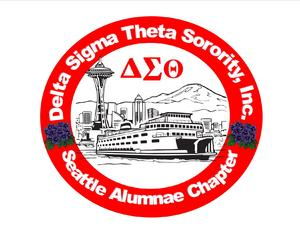 Delta Sigma Theta Sorority, Inc.
ΔΣΘ
Seattle Alumnae Chapter